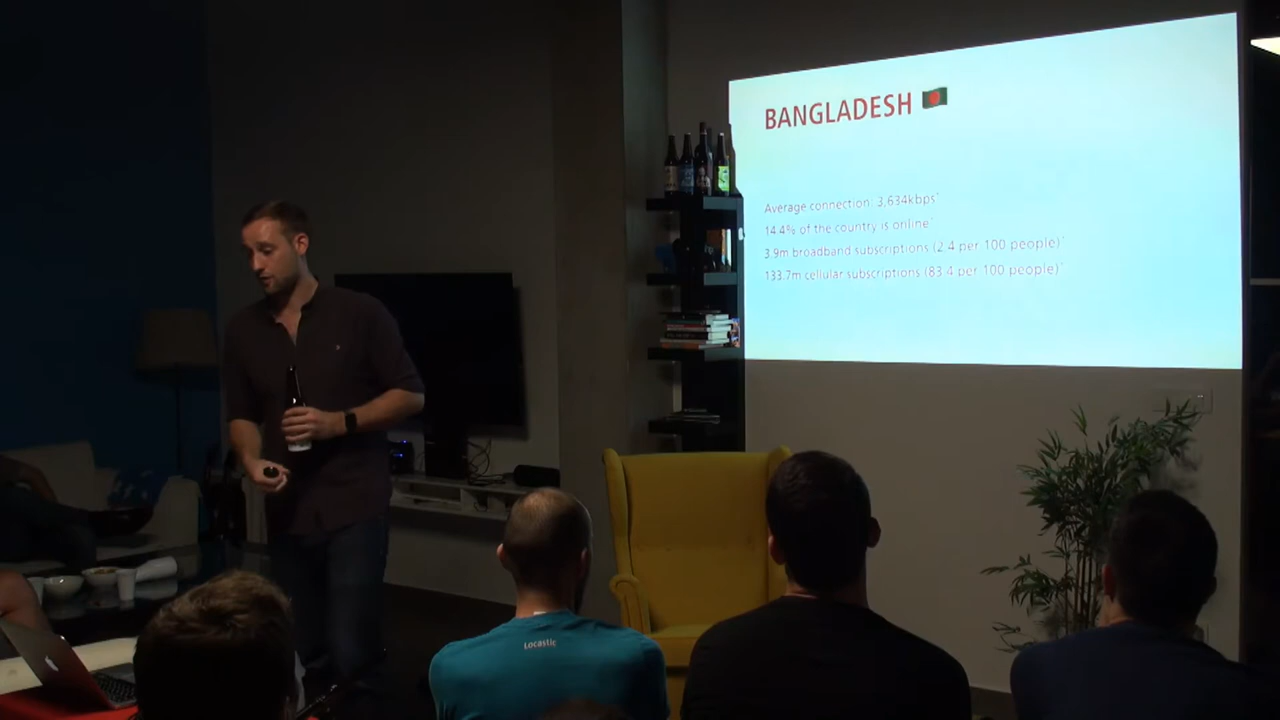 BANGLADESH 🇧🇩
Average connection: 3,634kbps*
14.4% of the country is online*
3.9m broadband subscriptions (2.4 per 100 people)*
133.7m cellular subscriptions (83.4 per 100 people)*
Locastic